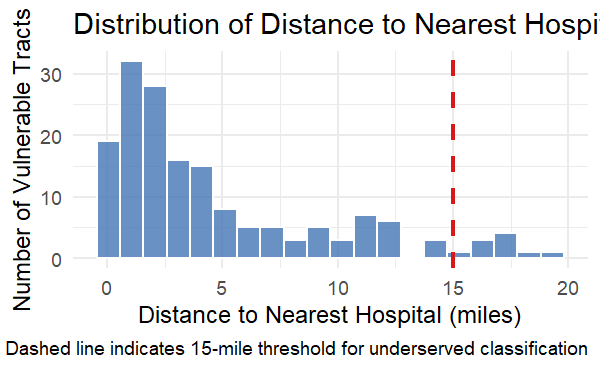 Distribution of Distance to Nearest Hospi
Number of Vulnerable Tracts
30
20
10
0
0 5 10 15 20
Distance to Nearest Hospital (miles)
Dashed line indicates 15-mile threshold for underserved classification